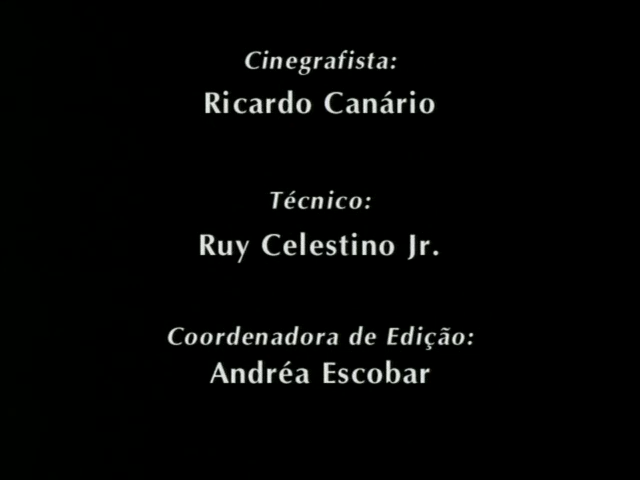 Cinegrafista:
Ricardo Canário
Técnico:
Ruy Celestino Jr.
Coordenadora de Edição:
Andréa Escobar